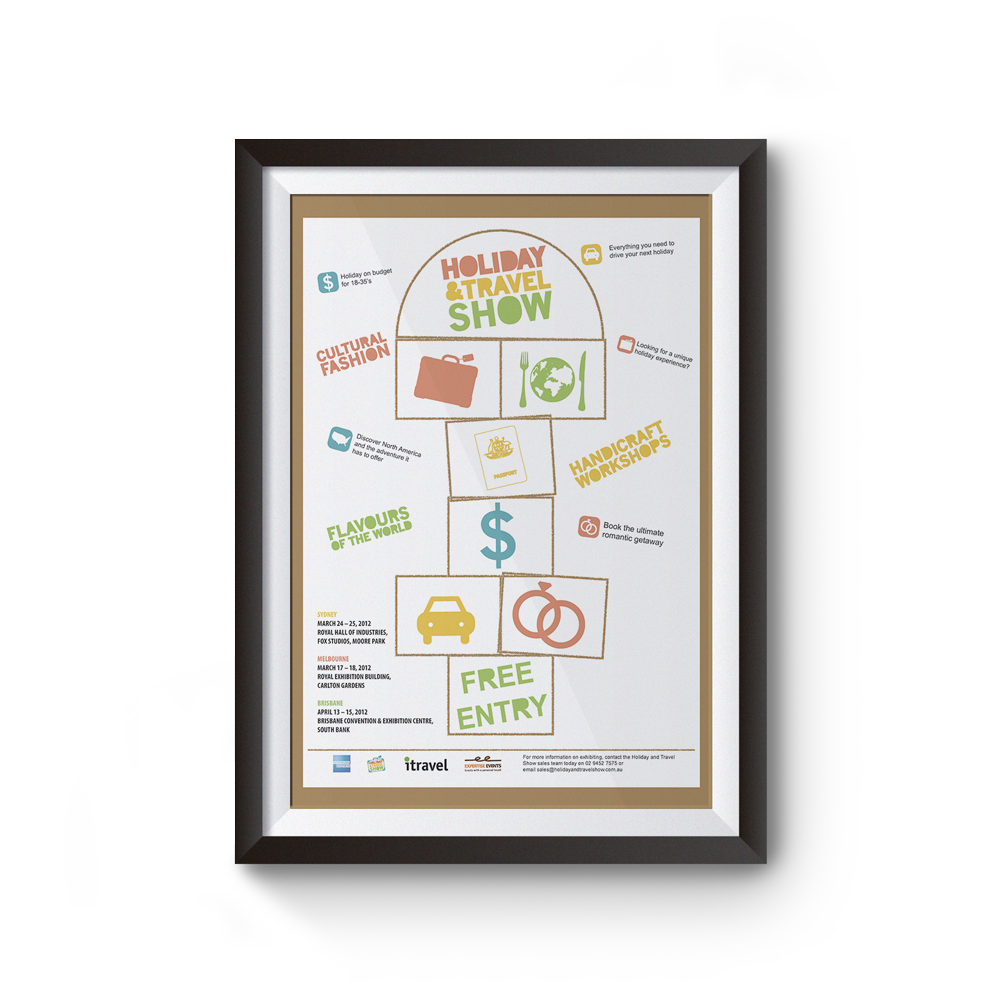 HOLIDAY
&TRAVEL
SHOW
$
Holiday on budget
for 18-35's
Everything you need to
drive your next holiday
CULTURAL
FASHION
Looking for a unique
holiday experience?
Discover North America
and the adventure it
has to offer
PASSPORT
HANDICRAFT
WORKSHOPS
FLAVOURS
OF THE WORLD
$
Book the ultimate
romantic getaway
SYDNEY
MARCH 24 – 25, 2012
ROYAL HALL OF INDUSTRIES,
FOX STUDIOS, MOORE PARK
MELBOURNE
MARCH 17 – 18, 2012
ROYAL EXHIBITION BUILDING,
CARLTON GARDENS
BRISBANE
APRIL 13 – 15, 2012
BRISBANE CONVENTION & EXHIBITION CENTRE,
SOUTH BANK
FREE
ENTRY
itravel
EXPERTISE EVENTS
For more information on exhibiting, contact the Holiday and Travel
Show sales team today on 02 9452 7575 or
email sales@holidayandtravelshow.com.au